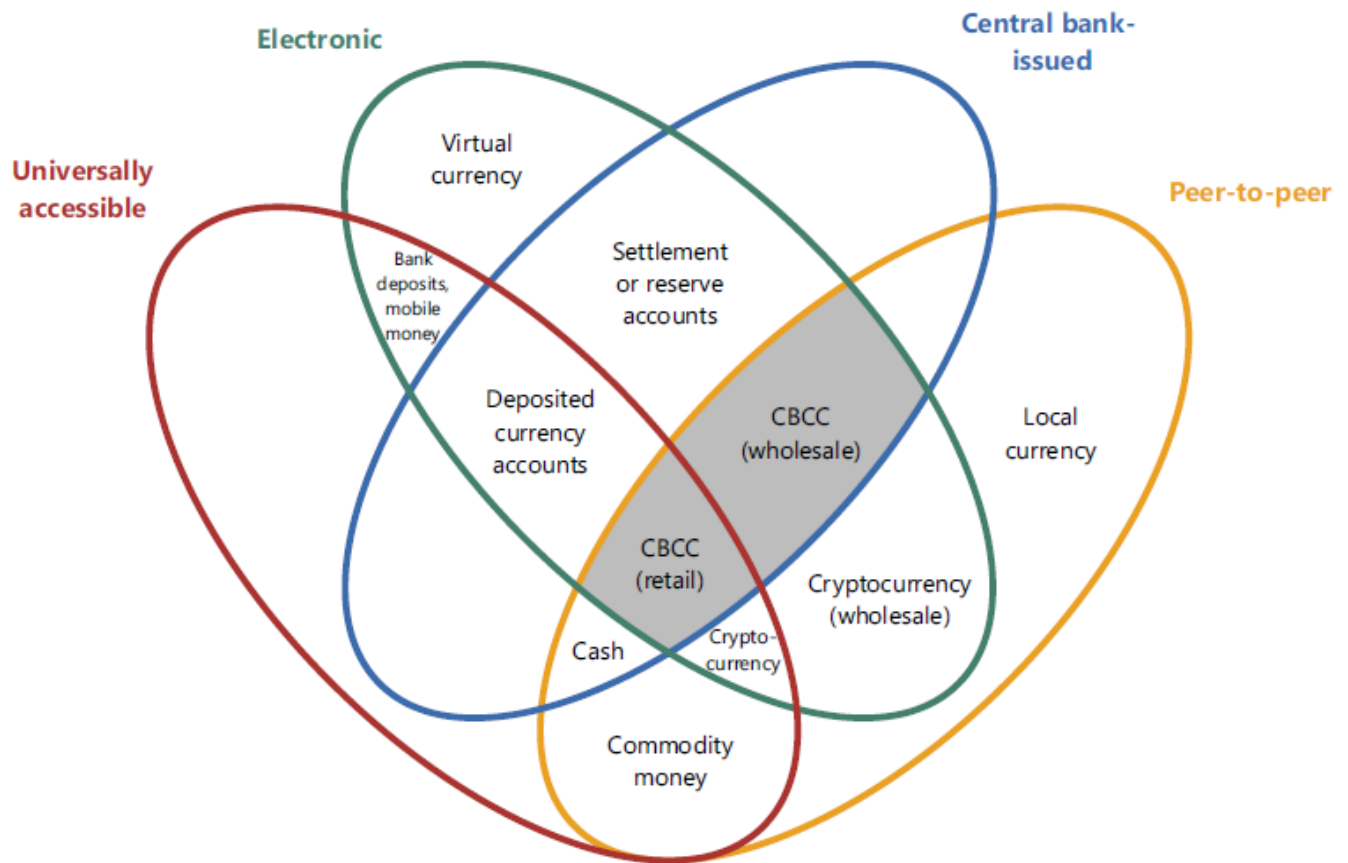 Electronic
Central bank-
issued
Universally
accessible
Peer-to-peer
Virtual
currency
Bank
deposits,
mobile
money
Settlement
or reserve
accounts
Deposited
currency
accounts
CBCC
(wholesale)
Local
currency
CBCC
(retail)
Cryptocurrency
(wholesale)
Cash
Crypto-
currency
Commodity
money